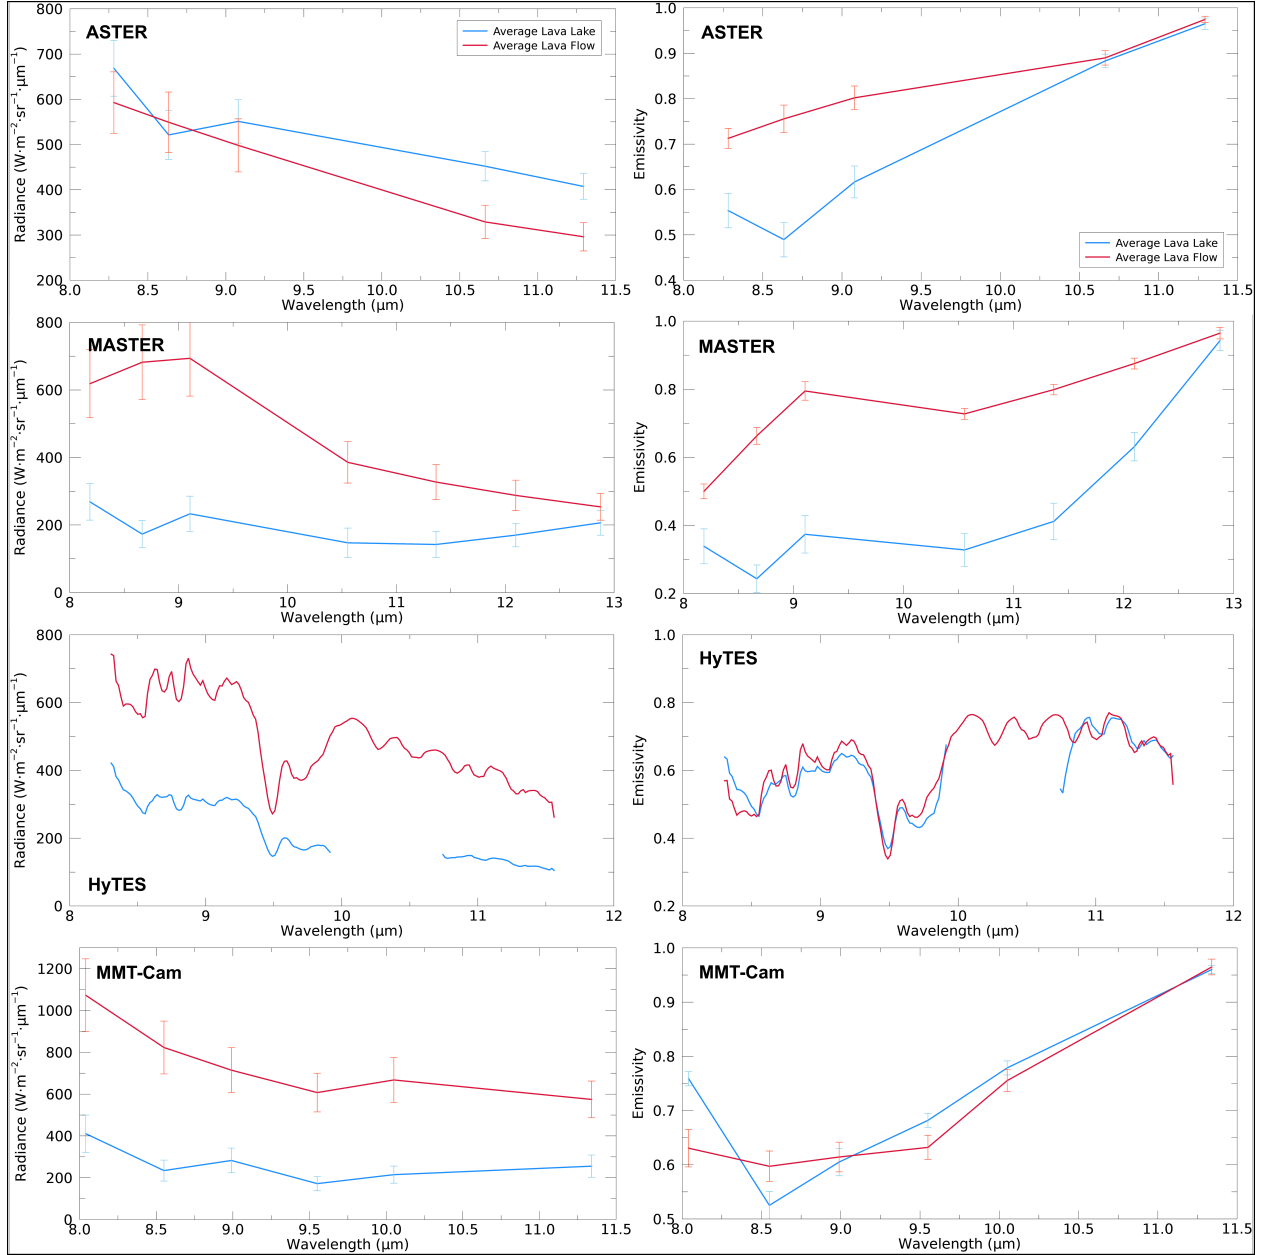 800
700
600
500
400
300
200
Radiance (W·m⁻²·sr⁻¹·μm⁻¹)
ASTER
Average Lava Lake
Average Lava Flow
8.0 8.5 9.0 9.5 10.0 10.5 11.0 11.5
Wavelength (μm)
1.0
0.9
0.8
0.7
0.6
0.5
0.4
Emissivity
ASTER
Average Lava Lake
Average Lava Flow
8.0 8.5 9.0 9.5 10.0 10.5 11.0 11.5
Wavelength (μm)
800
600
400
200
0
Radiance (W·m⁻²·sr⁻¹·μm⁻¹)
MASTER
8 9 10 11 12 13
Wavelength (μm)
1.0
0.8
0.6
0.4
0.2
Emissivity
MASTER
8 9 10 11 12 13
Wavelength (μm)
800
600
400
200
0
Radiance (W·m⁻²·sr⁻¹·μm⁻¹)
HyTES
8 9 10 11 12
Wavelength (μm)
1.0
0.8
0.6
0.4
0.2
Emissivity
HyTES
8 9 10 11 12
Wavelength (μm)
1200
1000
800
600
400
200
0
Radiance (W·m⁻²·sr⁻¹·μm⁻¹)
MMT-Cam
8.0 8.5 9.0 9.5 10.0 10.5 11.0 11.5
Wavelength (μm)
1.0
0.9
0.8
0.7
0.6
0.5
Emissivity
MMT-Cam
8.0 8.5 9.0 9.5 10.0 10.5 11.0 11.5
Wavelength (μm)